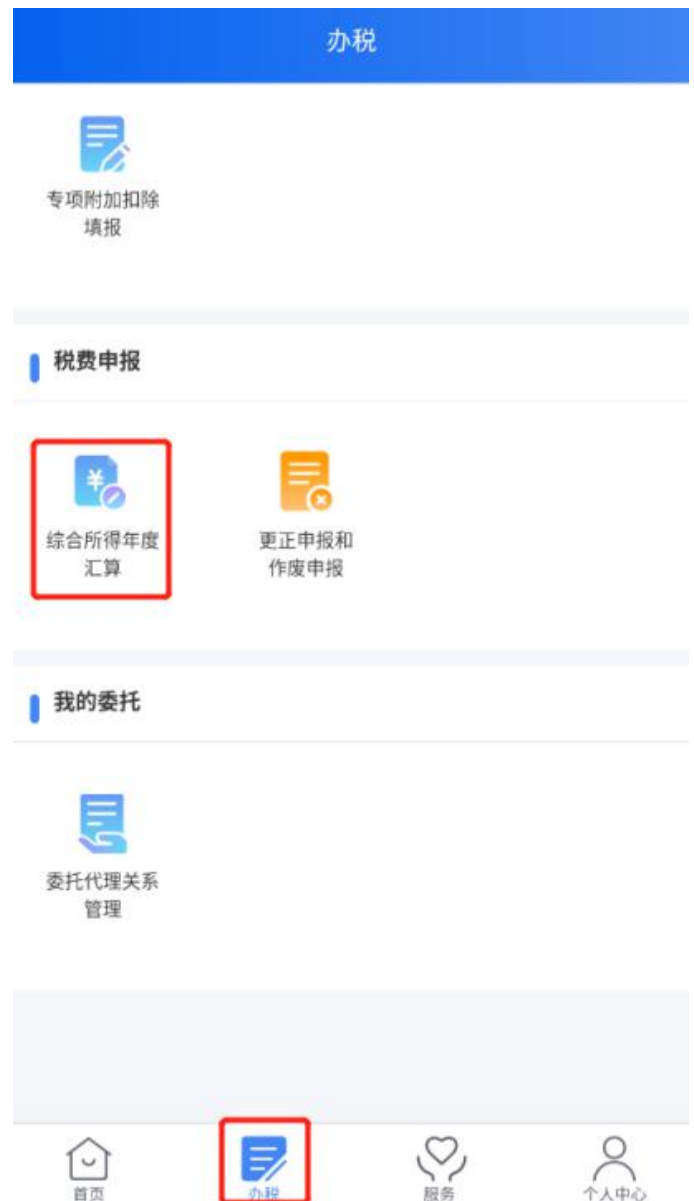 办税
专项附加扣除
填报
税费申报
综合所得年度
汇算
更正申报和
作废申报
我的委托
委托代理关系
管理
首页
办税
服务
个人中心